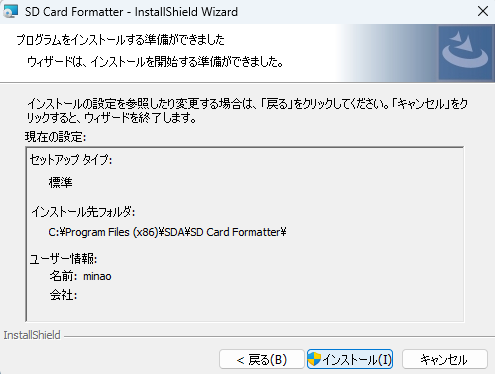 SD Card Formatter - InstallShield Wizard
プログラムをインストールする準備ができました
ウィザードは、インストールを開始する準備ができました。
インストールの設定を参照したり変更する場合は、「戻る」をクリックしてください。「キャンセル」をク
リックすると、ウィザードを終了します。
現在の設定:
セットアップ タイプ:
標準
インストール先フォルダ:
C:¥Program Files (x86)¥SDA¥SD Card Formatter¥
ユーザー情報:
名前: minao
会社:
InstallShield
< 戻る(B)
インストール(I)
キャンセル